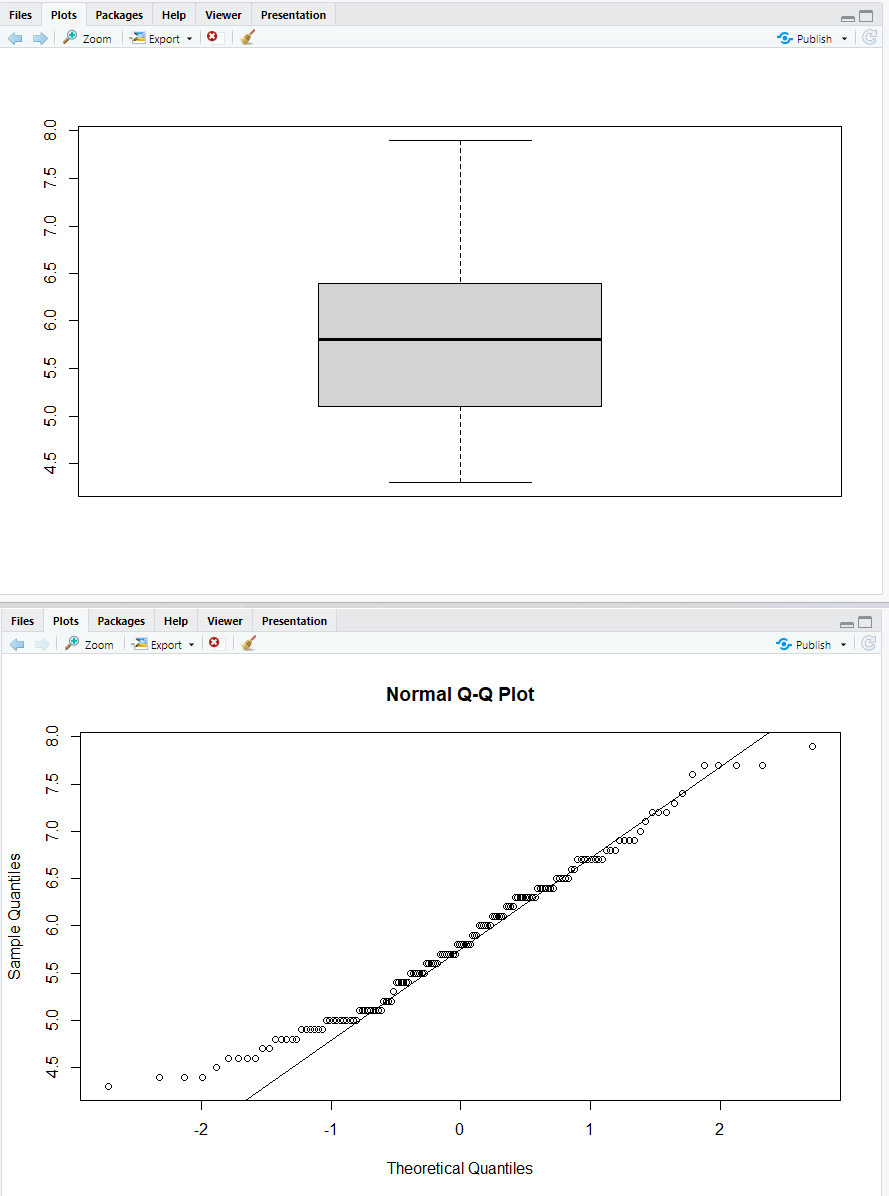 Files Plots Packages Help Viewer Presentation
Zoom Export Publish
8.0
7.5
7.0
6.5
6.0
5.5
5.0
4.5
Files Plots Packages Help Viewer Presentation
Zoom Export Publish
Normal Q-Q Plot
8.0
7.5
7.0
6.5
6.0
5.5
5.0
4.5
Sample Quantiles
-2 -1 0 1 2
Theoretical Quantiles